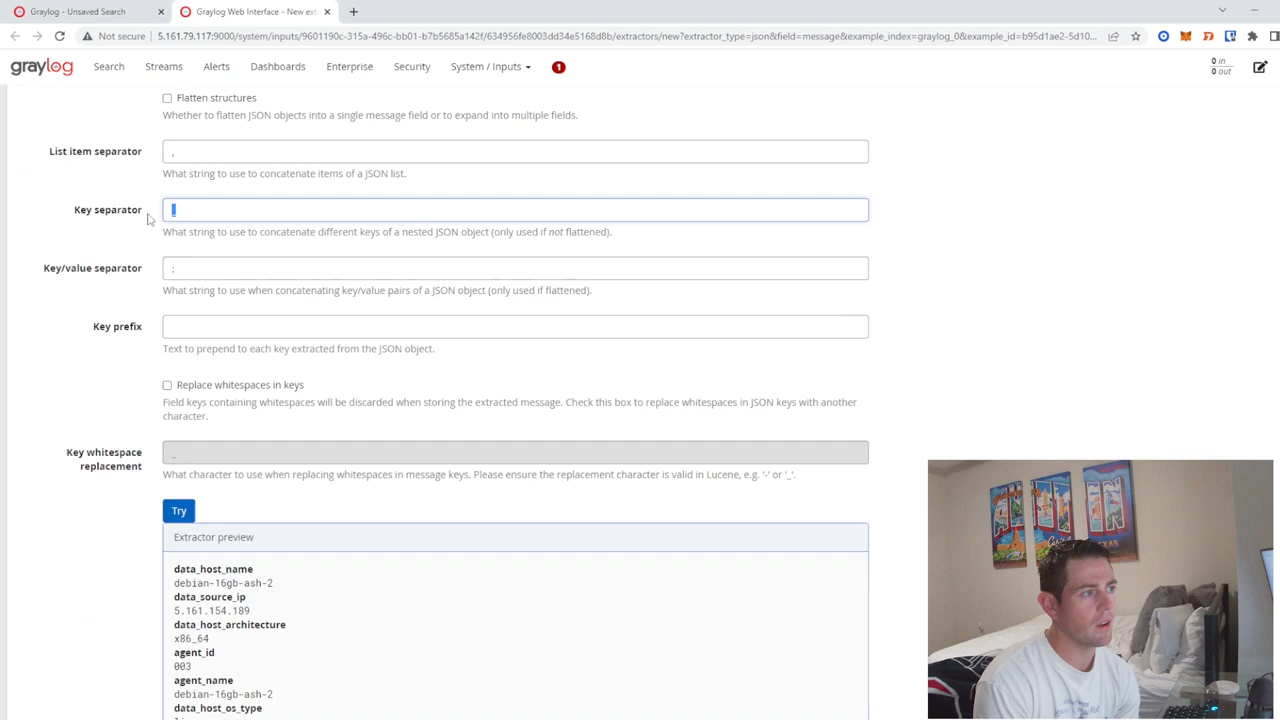 Graylog - Unsaved Search
Graylog Web Interface - New ext
Not secure
5.161.79.117:9000/system/inputs/9601190c-315a-496c-bb01-b7b5685a142f/634956fe8003dd34e5168d8b/extractors/new?extractor_type=json&field=message&example_index=graylog_0&example_id=b95d1ae2-5d10...
graylog
Search
Streams
Alerts
Dashboards
Enterprise
Security
System / Inputs
1
0 in
0 out
Flatten structures
Whether to flatten JSON objects into a single message field or to expand into multiple fields.
List item separator
,
What string to use to concatenate items of a JSON list.
Key separator
_
What string to use to concatenate different keys of a nested JSON object (only used if not flattened).
Key/value separator
:
What string to use when concatenating key/value pairs of a JSON object (only used if flattened).
Key prefix
Text to prepend to each key extracted from the JSON object.
Replace whitespaces in keys
Field keys containing whitespaces will be discarded when storing the extracted message. Check this box to replace whitespaces in JSON keys with another
character.
Key whitespace
replacement
_
What character to use when replacing whitespaces in message keys. Please ensure the replacement character is valid in Lucene, e.g. '-' or '_'.
Try
Extractor preview
data_host_name
debian-16gb-ash-2
data_source_ip
5.161.154.189
data_host_architecture
x86_64
agent_id
003
agent_name
debian-16gb-ash-2
data_host_os_type